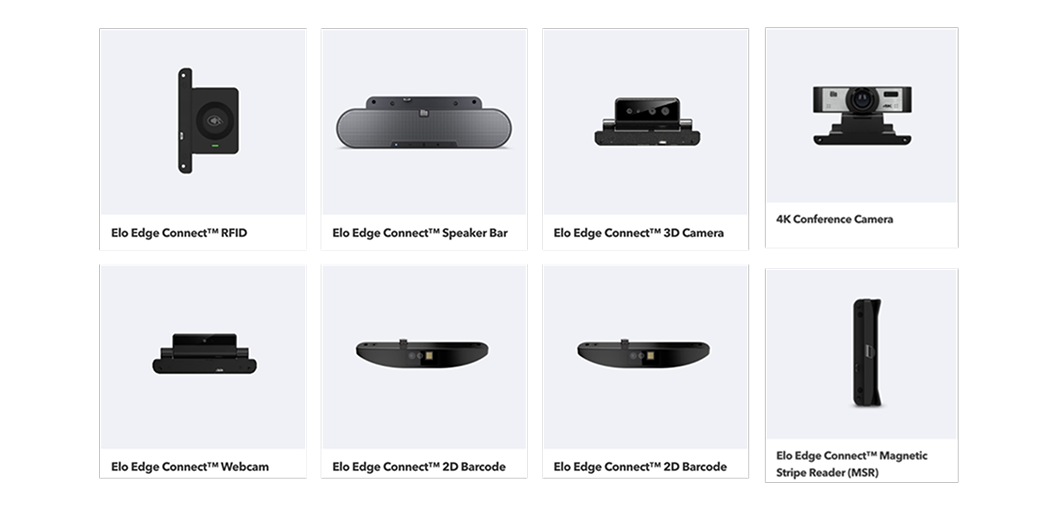 Elo Edge Connect™ RFID
Elo Edge Connect™ Speaker Bar
Elo Edge Connect™ 3D Camera
4K Conference Camera
Elo Edge Connect™ Webcam
Elo Edge Connect™ 2D Barcode
Elo Edge Connect™ 2D Barcode
Elo Edge Connect™ Magnetic
Stripe Reader (MSR)